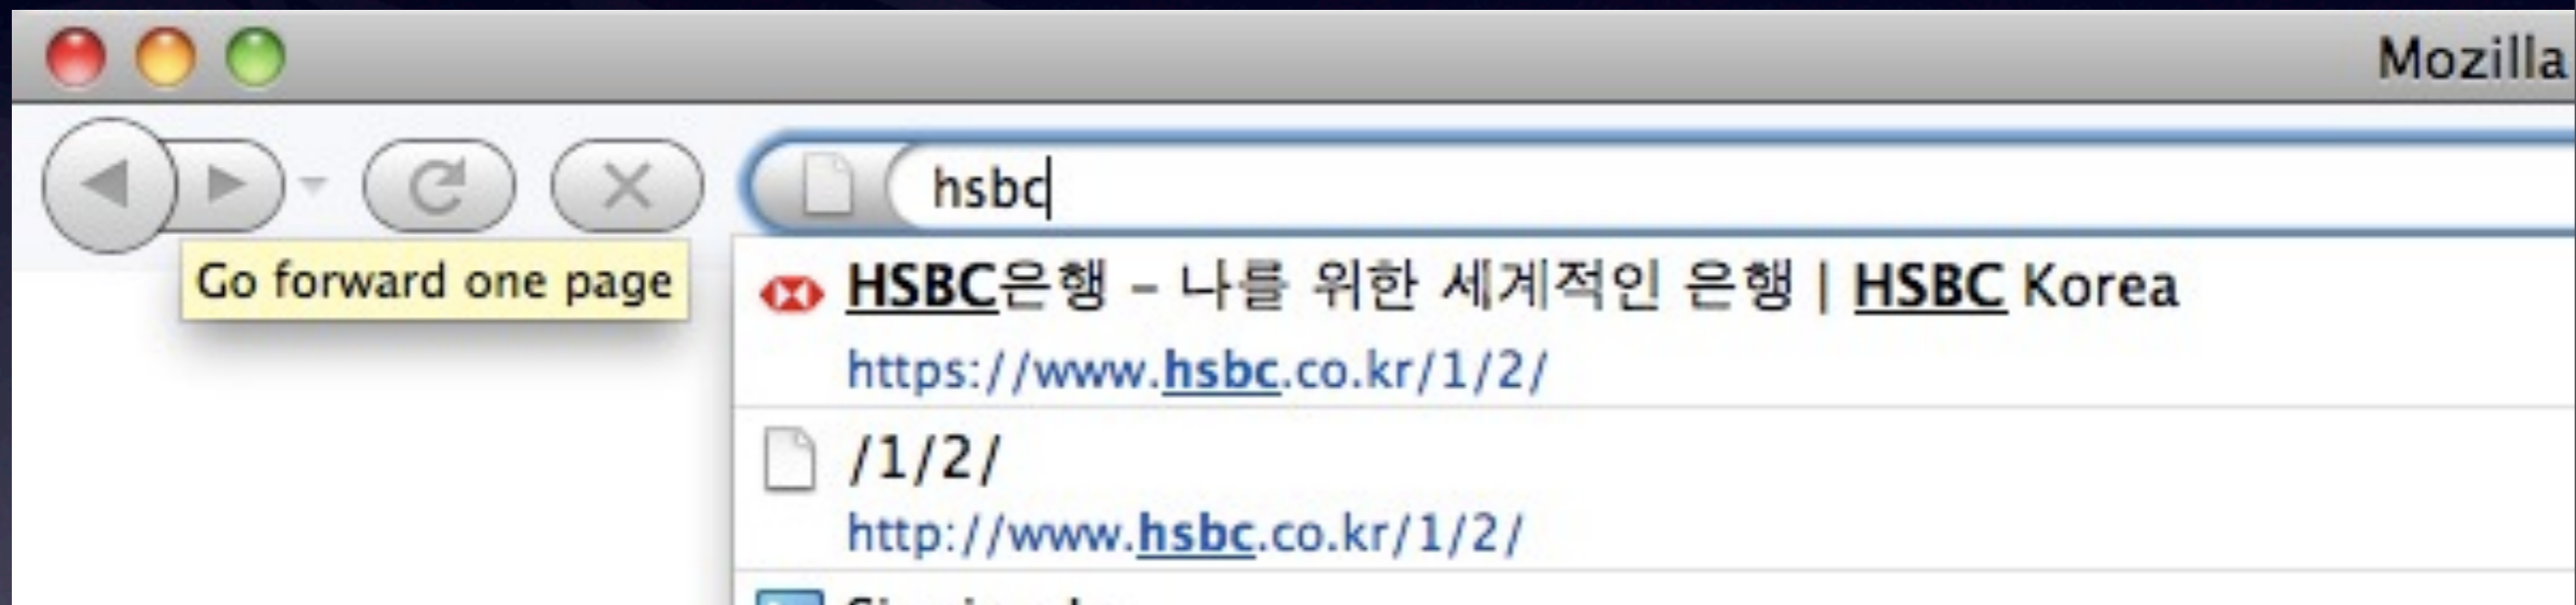 Mozilla
hsbc
Go forward one page
HSBC은행 – 나를 위한 세계적인 은행 | HSBC Korea
https://www.hsbc.co.kr/1/2/
/1/2/
http://www.hsbc.co.kr/1/2/